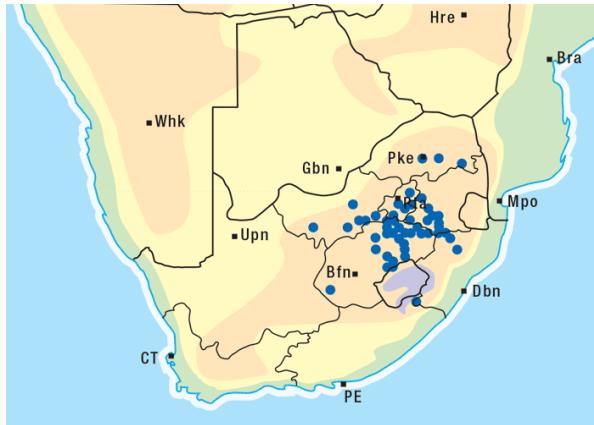 Hre
Bra
Whk
Pke
Gbn
Pta
Mpo
Upn
Bfn
Dbn
CT
PE